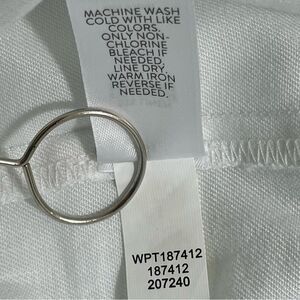 MACHINE WASH
COLD WITH LIKE
COLORS.
ONLY NON-
CHLORINE
BLEACH IF
NEEDED.
LINE DRY.
WARM IRON
REVERSE IF
NEEDED.
WPT187412
187412
207240